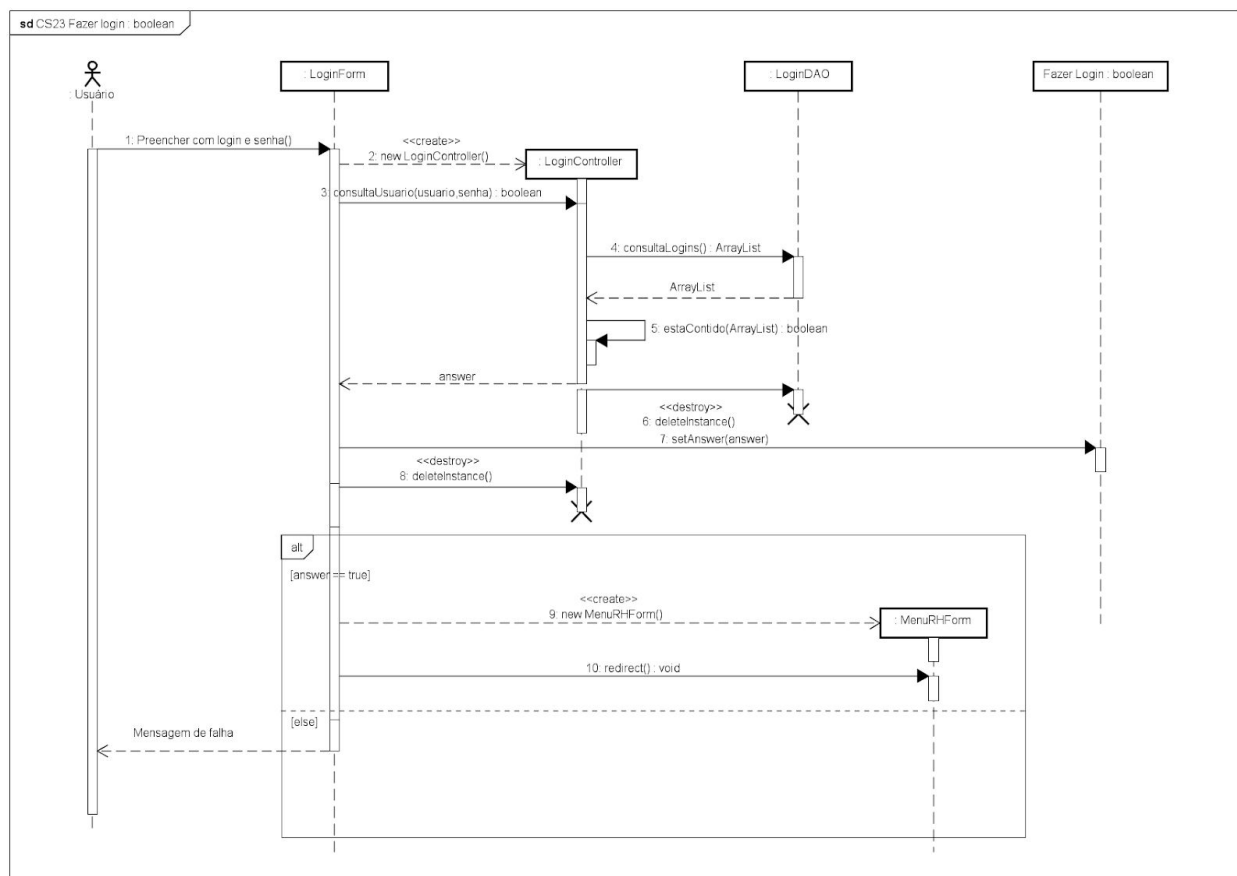 sd CS23 Fazer login : boolean
: Usuário
: LoginForm
: LoginDAO
Fazer Login : boolean
1: Preencher com login e senha()
<<create>>
2: new LoginController()
: LoginController
3: consultaUsuario(usuario,senha) : boolean
4: consultaLogins() : ArrayList
ArrayList
5: estaContido(ArrayList) : boolean
answer
<<destroy>>
6: deleteInstance()
7: setAnswer(answer)
<<destroy>>
8: deleteInstance()
alt
[answer == true]
<<create>>
9: new MenuRHForm()
: MenuRHForm
10: redirect() : void
[else]
Mensagem de falha